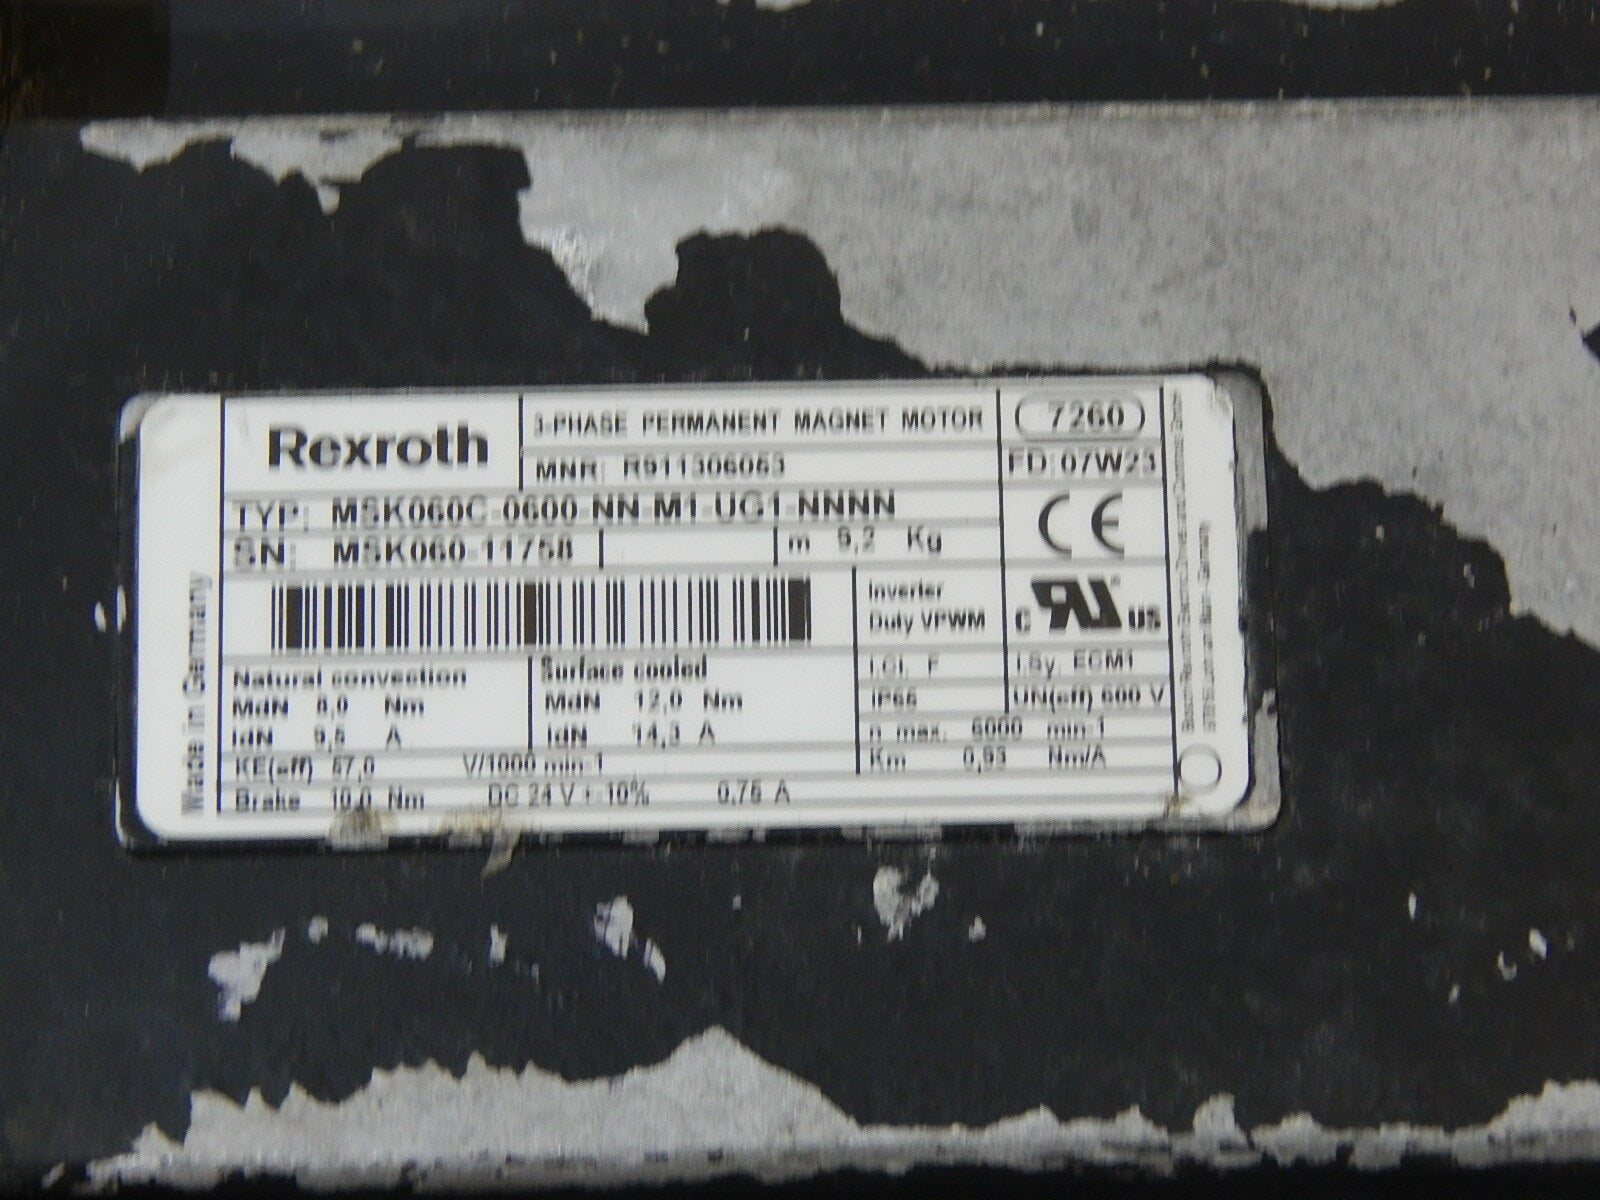 Rexroth
3-PHASE PERMANENT MAGNET MOTOR
7260
MNR: R911306053
FD: 07W23
TYP: MSK060C-0600-NN-M1-UG1-NNNN
SN: MSK060-11758
m 9,2 Kg
CE
Inverter
Duty VPWM
C US
Natural convection
Surface cooled
I.Cl. F
I.Sy. EGM1
MdN 8,0 Nm
MdN 12,0 Nm
IP65
UN(eff) 600 V
IdN 9,5 A
IdN 14,3 A
n max. 6000 min-1
KE(eff) 57,0 V/1000 min-1
Km 0,93 Nm/A
Brake 10,0 Nm DC 24 V +-10% 0,75 A
Made in Germany